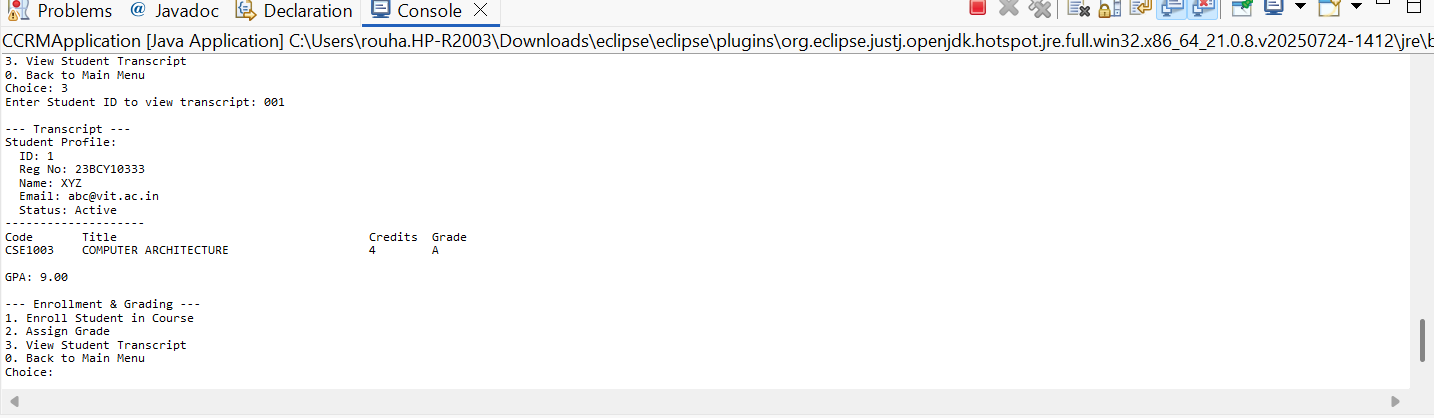 Problems @ Javadoc Declaration Console
CCRMApplication [Java Application] C:\Users\rouha.HP-R2003\Downloads\eclipse\eclipse\plugins\org.eclipse.justj.openjdk.hotspot.jre.full.win32.x86_64_21.0.8.v20250724-1412\jre\b
3. View Student Transcript
0. Back to Main Menu
Choice: 3
Enter Student ID to view transcript: 001
--- Transcript ---
Student Profile:
ID: 1
Reg No: 23BCY10333
Name: XYZ
Email: abc@vit.ac.in
Status: Active
--------------------
Code Title Credits Grade
CSE1003 COMPUTER ARCHITECTURE 4 A
GPA: 9.00
--- Enrollment & Grading ---
1. Enroll Student in Course
2. Assign Grade
3. View Student Transcript
0. Back to Main Menu
Choice: